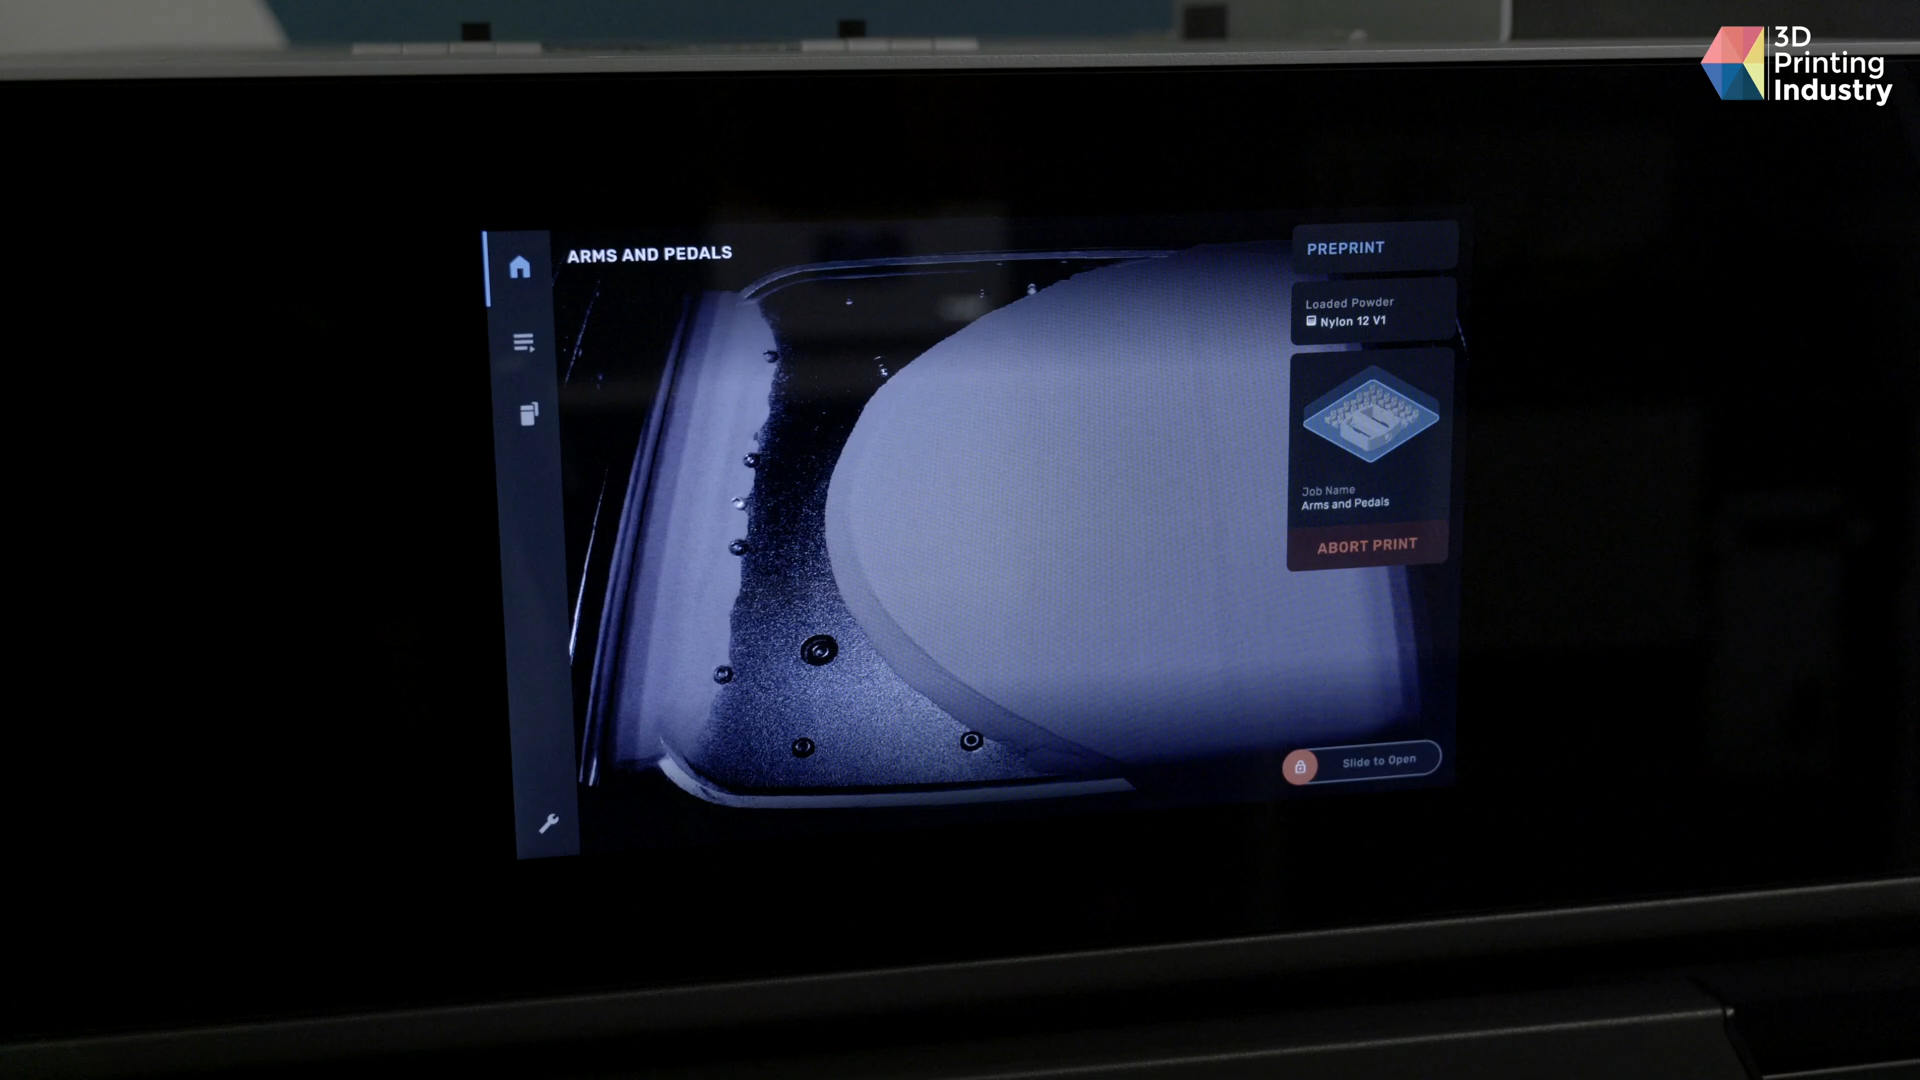 3D
Printing
Industry
ARMS AND PEDALS
PREPRINT
Loaded Powder
Nylon 12 V1
Job Name
Arms and Pedals
ABORT PRINT
Slide to Open